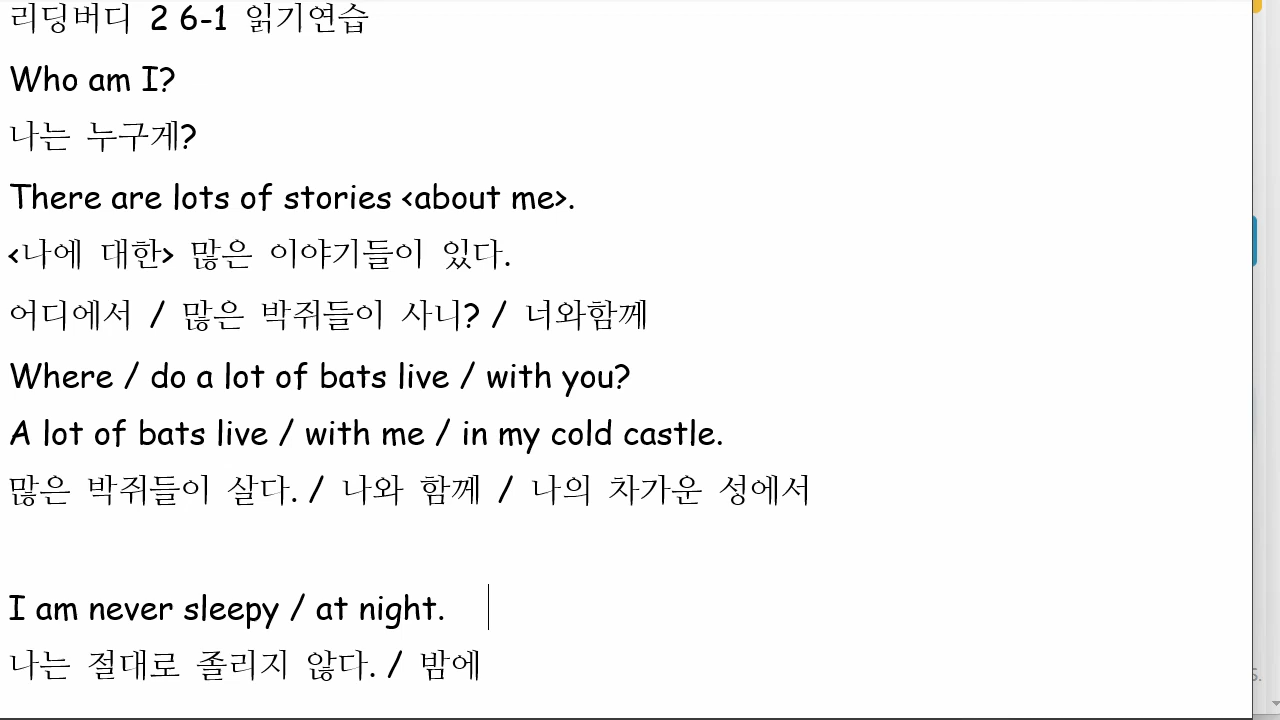 리딩버디 2 6-1 읽기연습
Who am I?
나는 누구게?
There are lots of stories <about me>.
<나에 대한> 많은 이야기들이 있다.
어디에서 / 많은 박쥐들이 사니? / 너와함께
Where / do a lot of bats live / with you?
A lot of bats live / with me / in my cold castle.
많은 박쥐들이 살다. / 나와 함께 / 나의 차가운 성에서
I am never sleepy / at night.
나는 절대로 졸리지 않다. / 밤에